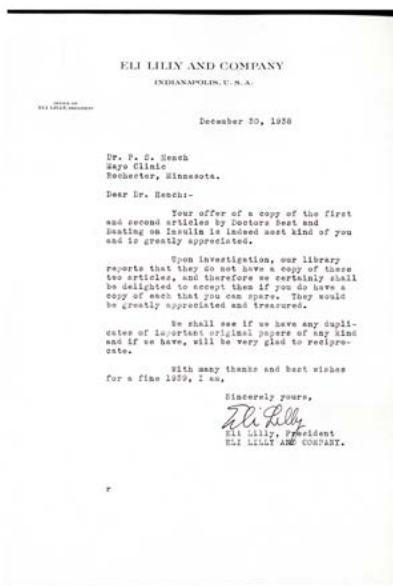 ELI LILLY AND COMPANY
INDIANAPOLIS, U. S. A.
OFFICE OF
ELI LILLY, PRESIDENT
December 30, 1938
Dr. P. S. Hench
Mayo Clinic
Rochester, Minnesota.
Dear Dr. Hench:-
Your offer of a copy of the first
and second articles by Doctors Best and
Banting on Insulin is indeed most kind of you
and is greatly appreciated.
Upon investigation, our library
reports that they do not have a copy of these
two articles, and therefore we certainly shall
be delighted to accept them if you do have a
copy of each that you can spare. They would
be greatly appreciated and treasured.
We shall see if we have any dupli-
cates of important original papers of any kind
and if we have, will be very glad to recipro-
cate.
With many thanks and best wishes
for a fine 1939, I am,
Sincerely yours,
Eli Lilly
Eli Lilly, President
ELI LILLY AND COMPANY.
r